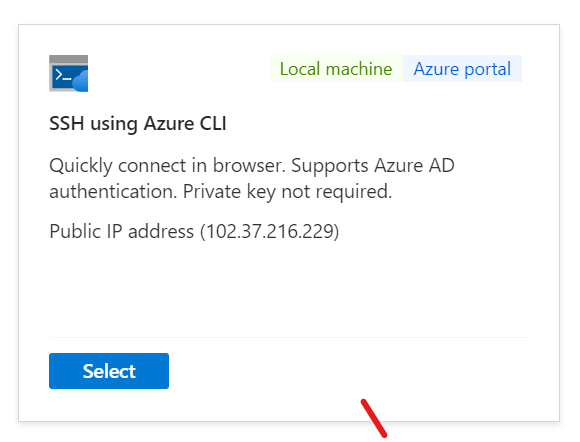 Local machine Azure portal
SSH using Azure CLI
Quickly connect in browser. Supports Azure AD
authentication. Private key not required.
Public IP address (102.37.216.229)
Select